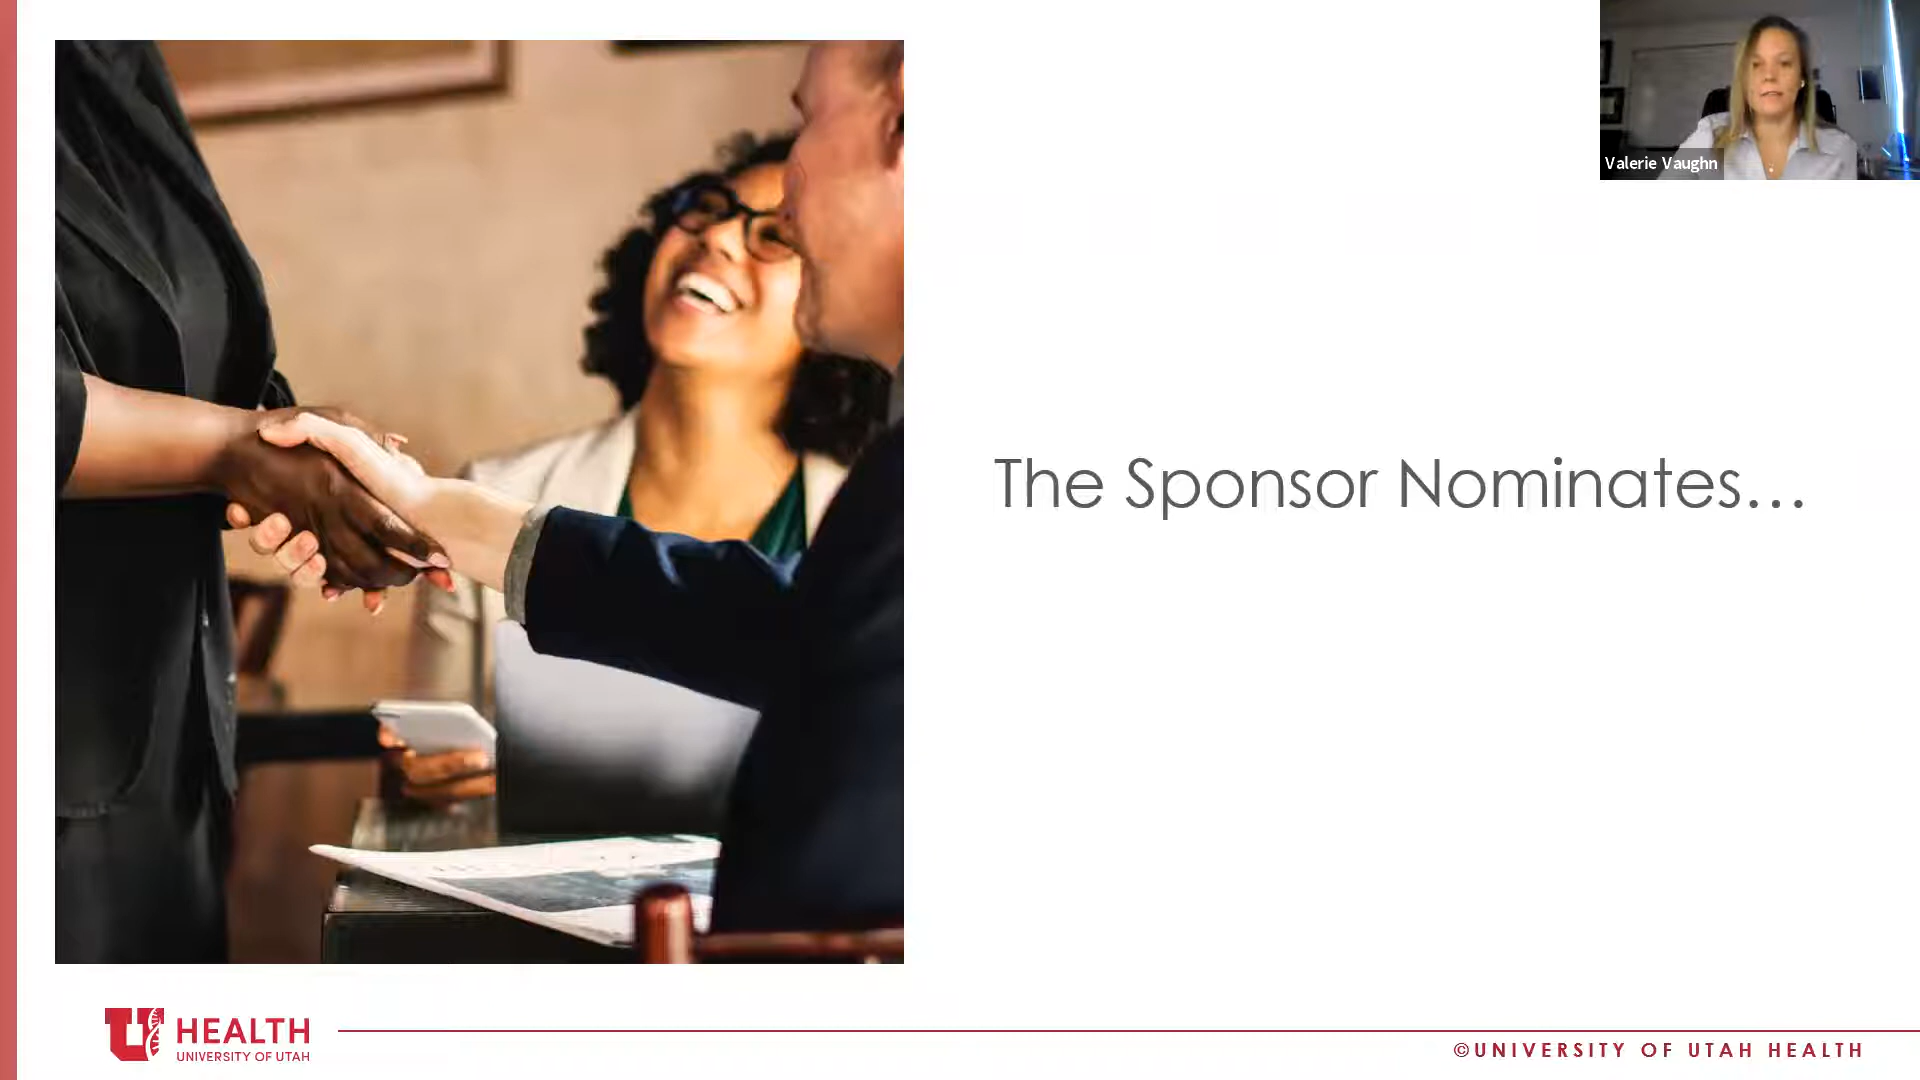 Valerie Vaughn
The Sponsor Nominates...
HEALTH
UNIVERSITY OF UTAH
©UNIVERSITY OF UTAH HEALTH